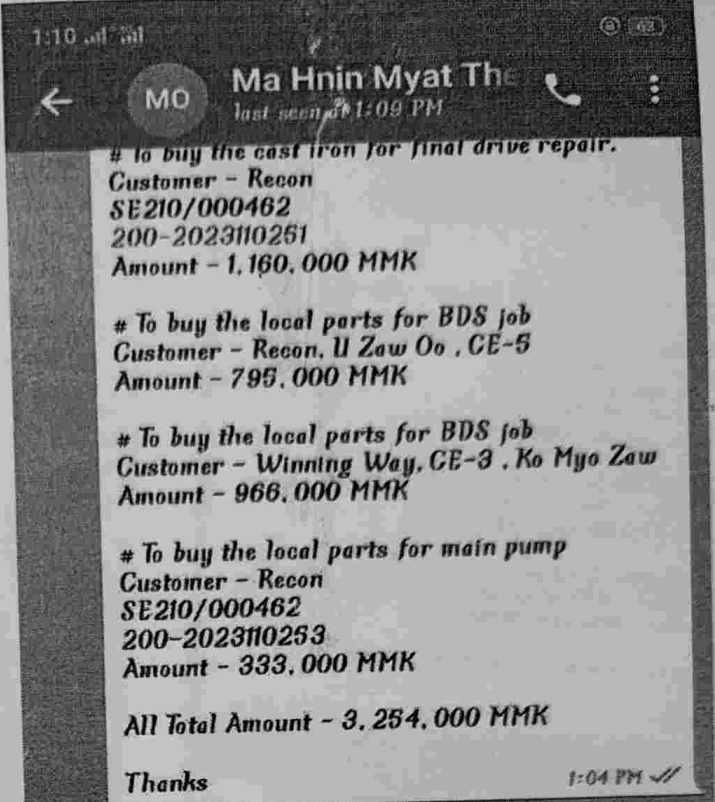 1:10
62
MO
Ma Hnin Myat The
last seen at 1:09 PM
# To buy the cast iron for final drive repair.
Customer - Recon
SE210/000462
200-2023110251
Amount - 1,160,000 MMK
# To buy the local parts for BDS job
Customer - Recon, U Zaw Oo , CE-5
Amount - 795,000 MMK
# To buy the local parts for BDS job
Customer - Winning Way, CE-3 , Ko Myo Zaw
Amount - 966,000 MMK
# To buy the local parts for main pump
Customer - Recon
SE210/000462
200-2023110253
Amount - 333,000 MMK
All Total Amount - 3,254,000 MMK
Thanks
1:04 PM